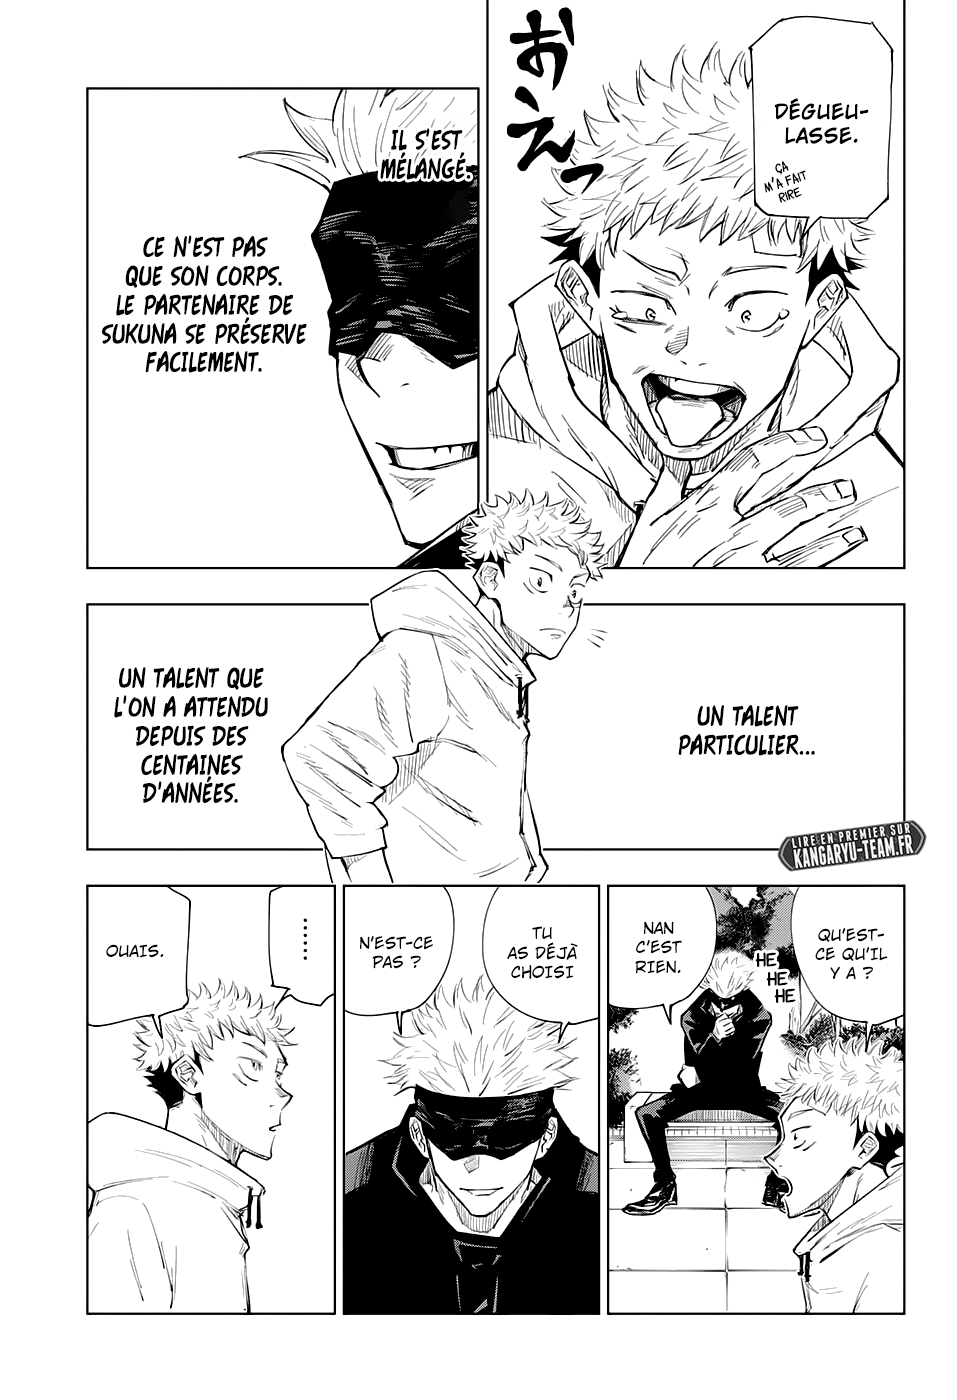 おえっ
DÉGUEU-
LASSE.
ÇA
M'A FAIT
RIRE
IL S'EST
MÉLANGÉ.
CE N'EST PAS
QUE SON CORPS.
LE PARTENAIRE DE
SUKUNA SE PRÉSERVE
FACILEMENT.
UN TALENT
PARTICULIER...
UN TALENT QUE
L'ON A ATTENDU
DEPUIS DES
CENTAINES
D'ANNÉES.
LIRE EN PREMIER SUR
KANGARYU-TEAM.FR
QU'EST-
CE QU'IL
Y A ?
HE
HE
HE
NAN
C'EST
RIEN.
TU
AS DÉJÀ
CHOISI
N'EST-CE
PAS ?
......
OUAIS.